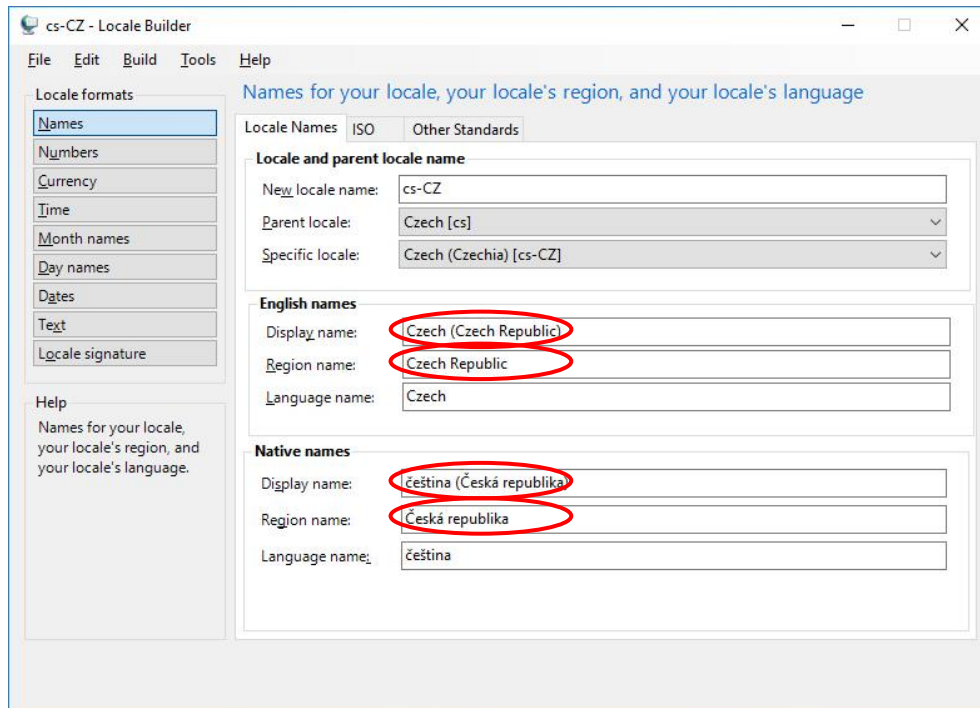 cs-CZ - Locale Builder
File Edit Build Tools Help
Locale formats
Names
Numbers
Currency
Time
Month names
Day names
Dates
Text
Locale signature
Help
Names for your locale,
your locale's region, and
your locale's language.
Names for your locale, your locale's region, and your locale's language
Locale Names ISO Other Standards
Locale and parent locale name
New locale name: cs-CZ
Parent locale: Czech [cs]
Specific locale: Czech (Czechia) [cs-CZ]
English names
Display name: Czech (Czech Republic)
Region name: Czech Republic
Language name: Czech
Native names
Display name: čeština (Česká republika)
Region name: Česká republika
Language name: čeština